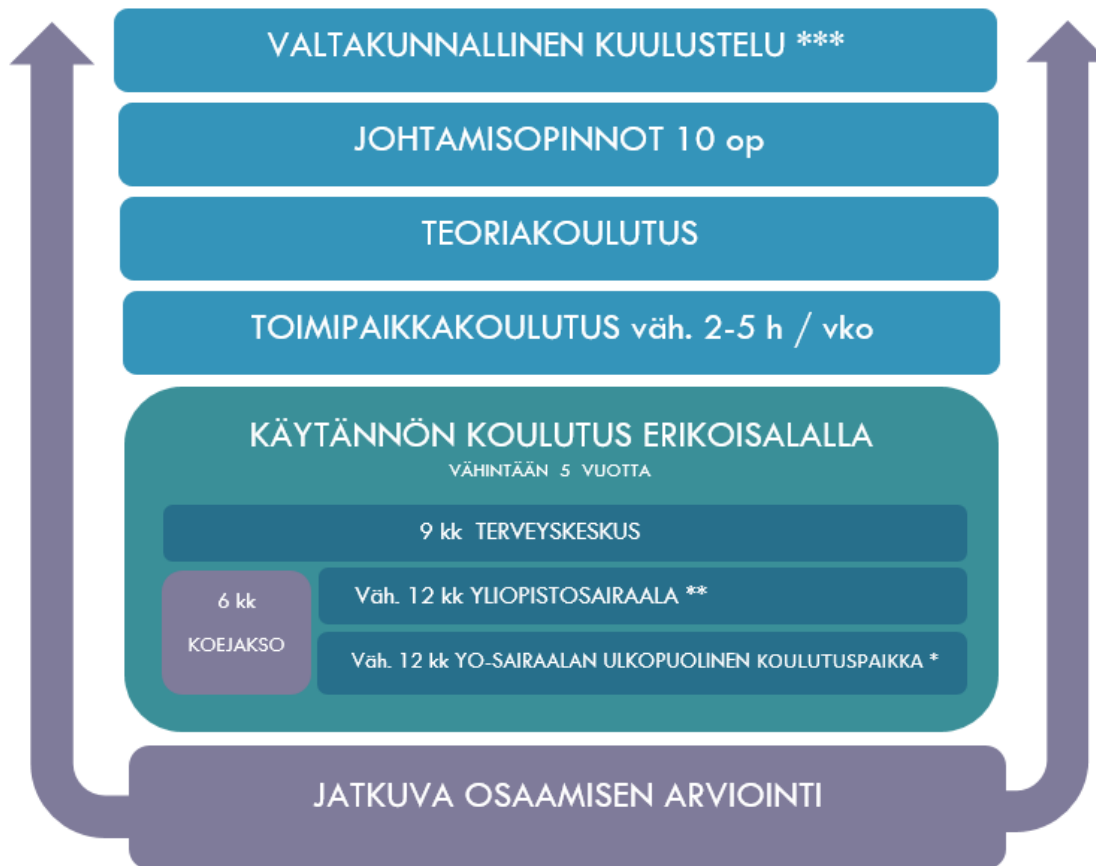 VALTAKUNNALLINEN KUULUSTELU ***
JOHTAMISOPINNOT 10 op
TEORIAKOULUTUS
TOIMIPAIKKAKOULUTUS väh. 2-5 h / vko
KÄYTÄNNÖN KOULUTUS ERIKOISALALLA
VÄHINTÄÄN 5 VUOTTA
9 kk TERVEYSKESKUS
6 kk
KOEJAKSO
Väh. 12 kk YLIOPISTOSAIRAALA **
Väh. 12 kk YO-SAIRAALAN ULKOPUOLINEN KOULUTUSPAIKKA *
JATKUVA OSAAMISEN ARVIOINTI